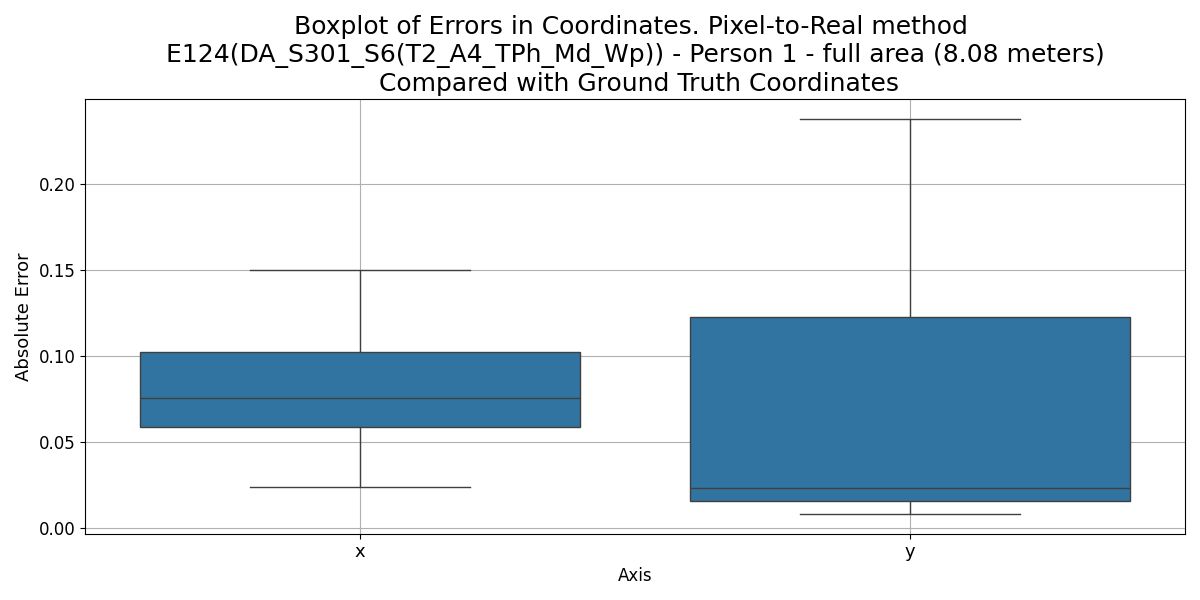 Boxplot of Errors in Coordinates. Pixel-to-Real method
E124(DA_S301_S6(T2_A4_TPh_Md_Wp)) - Person 1 - full area (8.08 meters)
Compared with Ground Truth Coordinates
Absolute Error
0.20
0.15
0.10
0.05
0.00
x
y
Axis